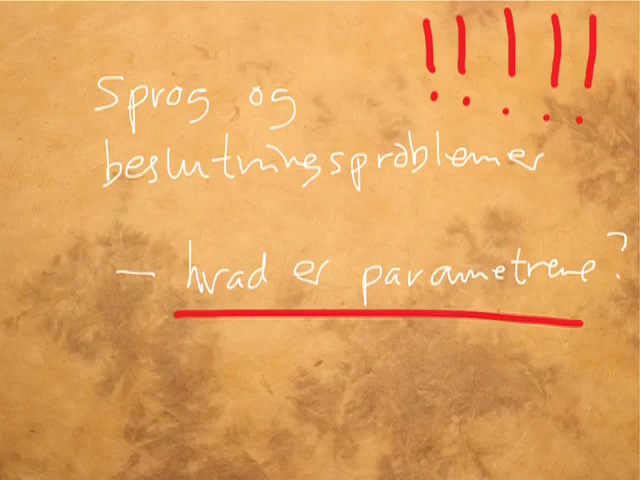 !!!!!
Sprog og
beslutningsproblemer
— hvad er parametrene?